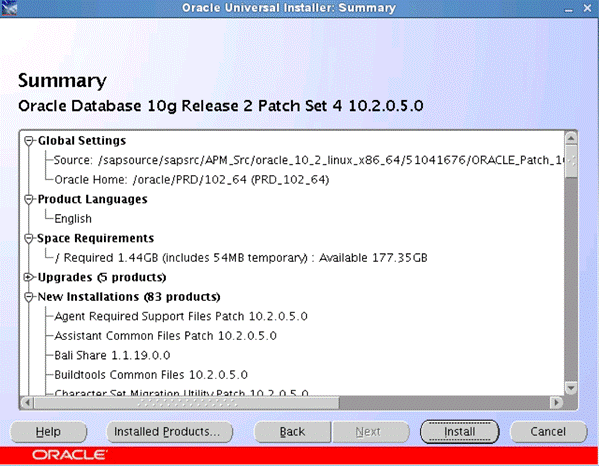 Oracle Universal Installer: Summary
Summary
Oracle Database 10g Release 2 Patch Set 4 10.2.0.5.0
Global Settings
Source: /sapsource/sapsrc/APM_Src/oracle_10_2_linux_x86_64/51041676/ORACLE_Patch_10
Oracle Home: /oracle/PRD/102_64 (PRD_102_64)
Product Languages
English
Space Requirements
/ Required 1.44GB (includes 54MB temporary) : Available 177.35GB
Upgrades (5 products)
New Installations (83 products)
Agent Required Support Files Patch 10.2.0.5.0
Assistant Common Files Patch 10.2.0.5.0
Bali Share 1.1.19.0.0
Buildtools Common Files 10.2.0.5.0
Character Set Migration Utility Patch 10.2.0.5.0
Help
Installed Products...
Back
Next
Install
Cancel
ORACLE